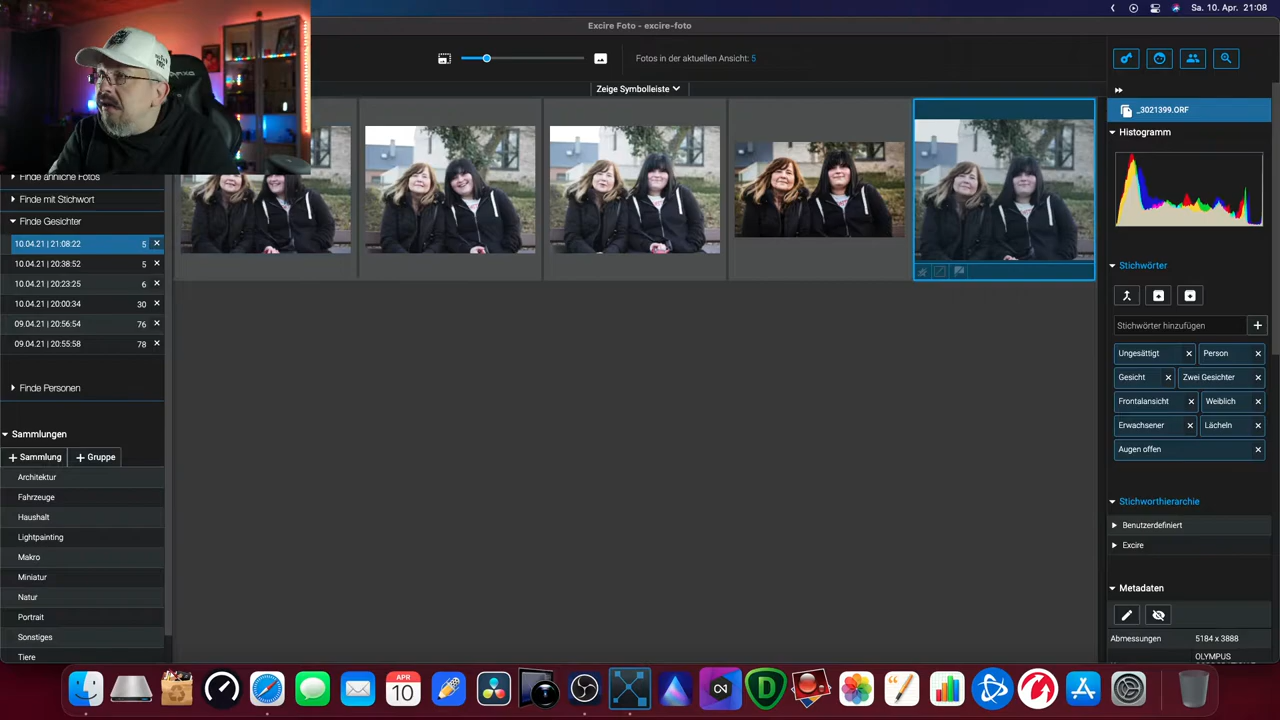 Sa. 10. Apr. 21:08
Excire Foto - excire-foto
Fotos in der aktuellen Ansicht: 5
Zeige Symbolleiste
_3021399.ORF
Histogramm
Finde ähnliche Fotos
Finde mit Stichwort
Finde Gesichter
10.04.21 | 21:08:22 5
10.04.21 | 20:38:52 5
10.04.21 | 20:23:25 6
10.04.21 | 20:00:34 30
09.04.21 | 20:56:54 76
09.04.21 | 20:55:58 78
Finde Personen
Sammlungen
+ Sammlung + Gruppe
Architektur
Fahrzeuge
Haushalt
Lightpainting
Makro
Miniatur
Natur
Portrait
Sonstiges
Tiere
Stichwörter
Stichwörter hinzufügen
Ungesättigt Person
Gesicht Zwei Gesichter
Frontalansicht Weiblich
Erwachsener Lächeln
Augen offen
Stichworthierarchie
Benutzerdefiniert
Excire
Metadaten
Abmessungen 5184 x 3888
OLYMPUS
APR
10